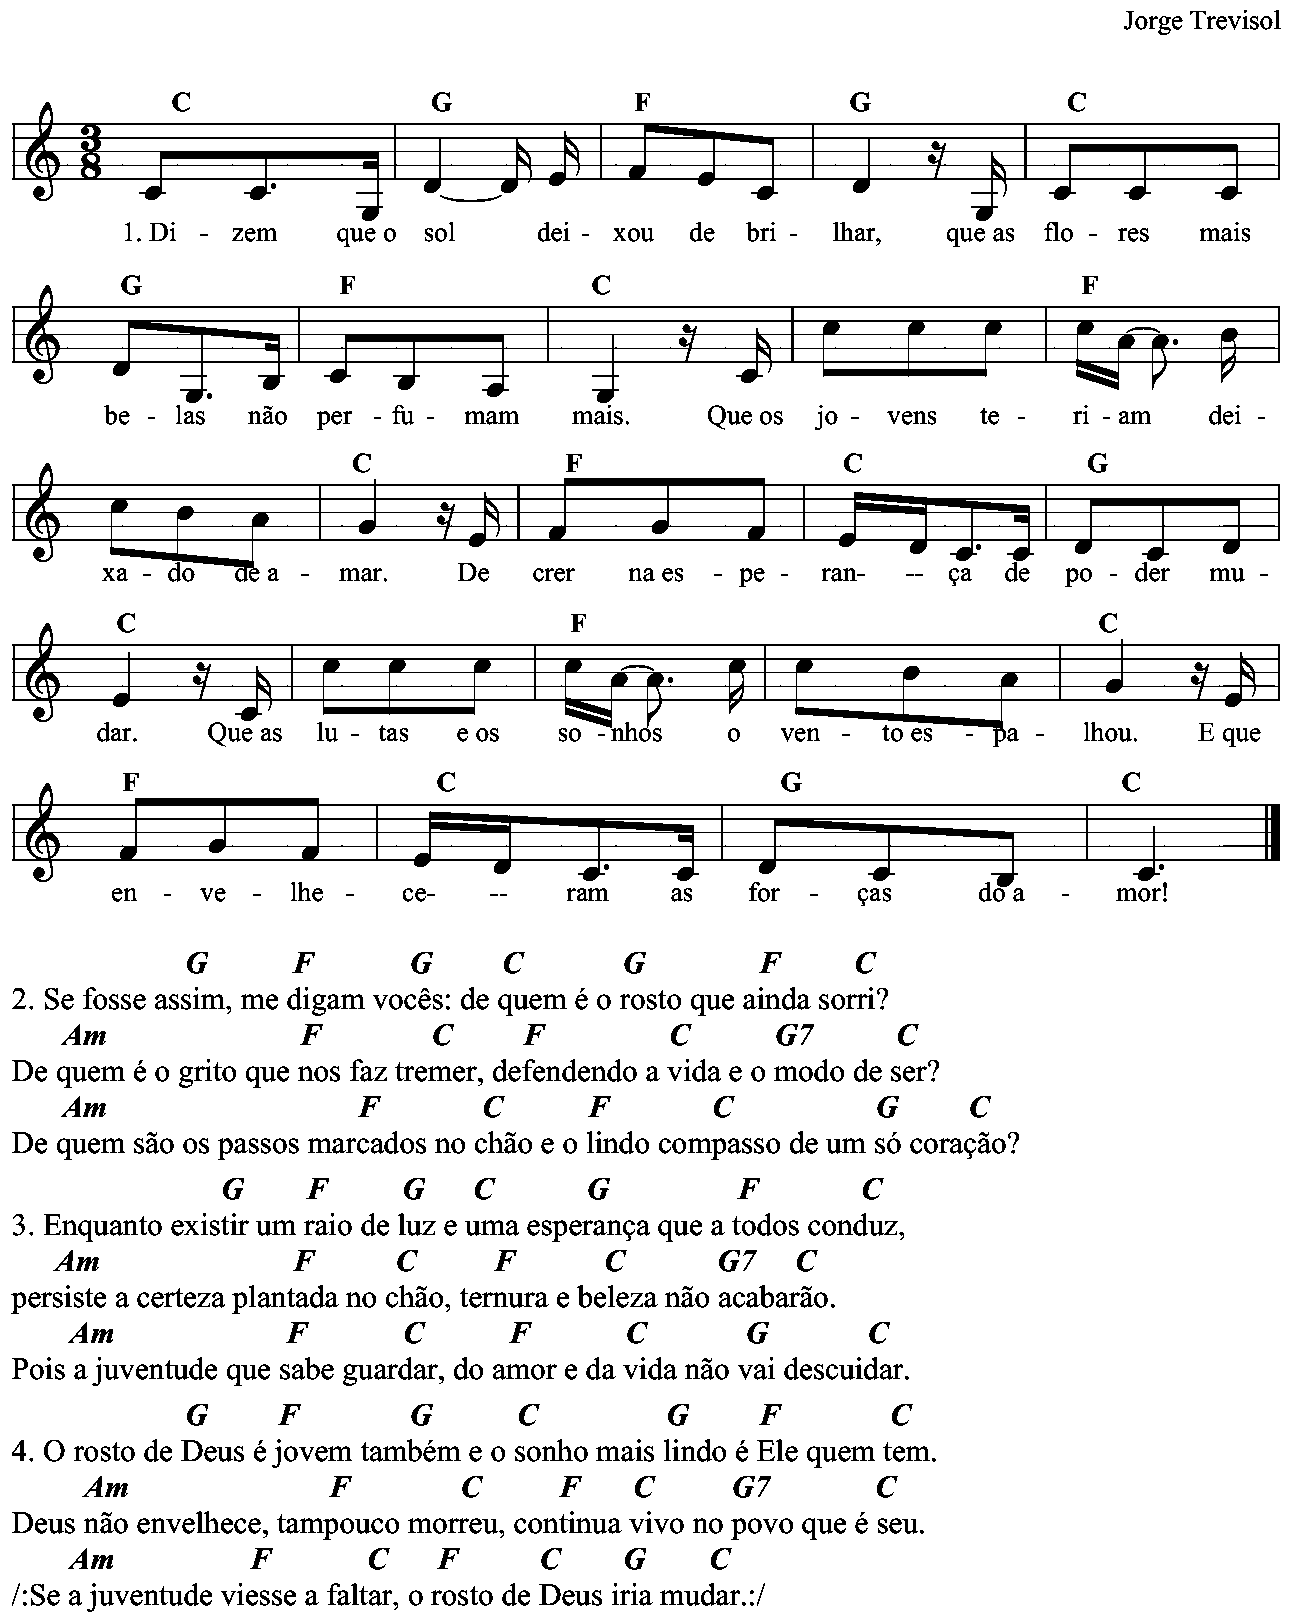 Jorge Trevisol
C G F G C
3
8
1. Di - zem que o sol dei - xou de bri - lhar, que as flo - res mais
G F C F
be - las não per - fu - mam mais. Que os jo - vens te - ri - am dei -
C F C G
xa - do de a - mar. De crer na es - pe - ran- -- ça de po - der mu -
C F C
dar. Que as lu - tas e os so - nhos o ven - to es - pa - lhou. E que
F C G C
en - ve - lhe - ce- -- ram as for - ças do a - mor!
G F G C G F C
2. Se fosse assim, me digam vocês: de quem é o rosto que ainda sorri?
Am F C F C G7 C
De quem é o grito que nos faz tremer, defendendo a vida e o modo de ser?
Am F C F C G C
De quem são os passos marcados no chão e o lindo compasso de um só coração?
G F G C G F C
3. Enquanto existir um raio de luz e uma esperança que a todos conduz,
Am F C F C G7 C
persiste a certeza plantada no chão, ternura e beleza não acabarão.
Am F C F C G C
Pois a juventude que sabe guardar, do amor e da vida não vai descuidar.
G F G C G F C
4. O rosto de Deus é jovem também e o sonho mais lindo é Ele quem tem.
Am F C F C G7 C
Deus não envelhece, tampouco morreu, continua vivo no povo que é seu.
Am F C F C G C
/:Se a juventude viesse a faltar, o rosto de Deus iria mudar.:/